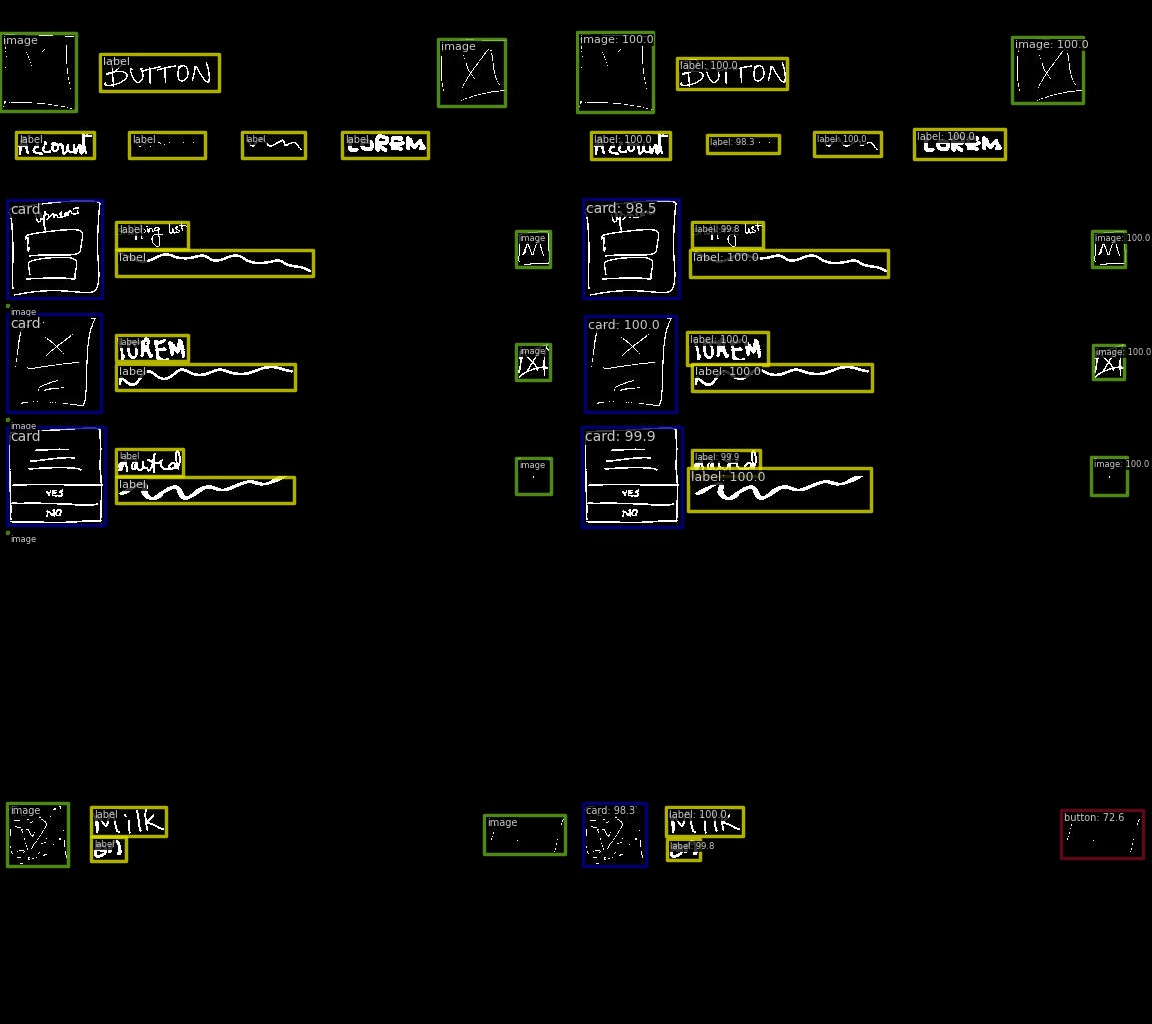 image
image
image: 100.0
image: 100.0
label
BUTTON
label: 100.0
BUITON
label
Account
label
label
label
LOREM
label: 100.0
Account
label: 98.3
label: 100.0
label: 100.0
LOREM
card
label
ing list
label
image
card: 98.5
label: 99.8
g list
label: 100.0
image: 100.0
image
card
label
lOREM
label
image
card: 100.0
label: 100.0
lOREM
label: 100.0
image: 100.0
image
card
label
label
image
YES
NO
card: 99.9
label: 99.9
label: 100.0
image: 100.0
YES
NO
image
image
label
Milk
label
image
card: 98.3
label: 100.0
Milk
label: 99.8
button: 72.6